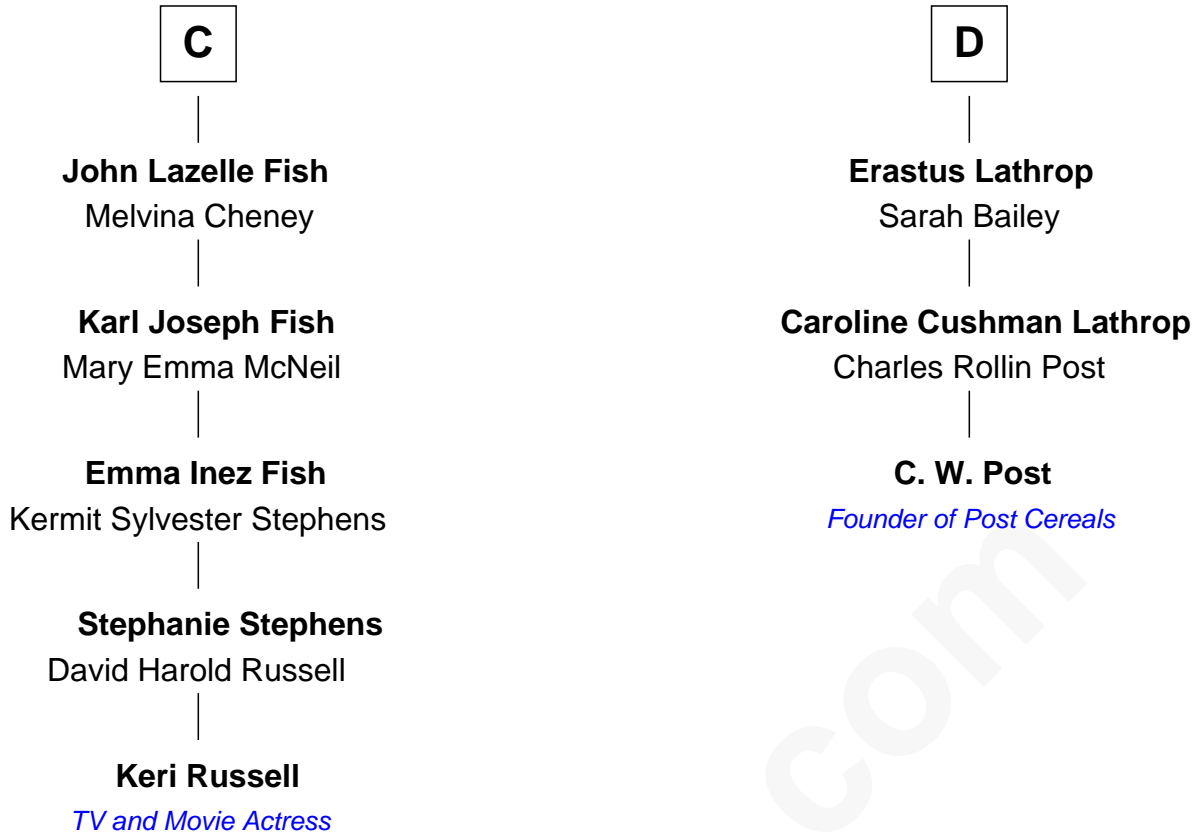 C
John Lazelle Fish
Melvina Cheney
Karl Joseph Fish
Mary Emma McNeil
Emma Inez Fish
Kermit Sylvester Stephens
Stephanie Stephens
David Harold Russell
Keri Russell
TV and Movie Actress
D
Erastus Lathrop
Sarah Bailey
Caroline Cushman Lathrop
Charles Rollin Post
C. W. Post
Founder of Post Cereals
com